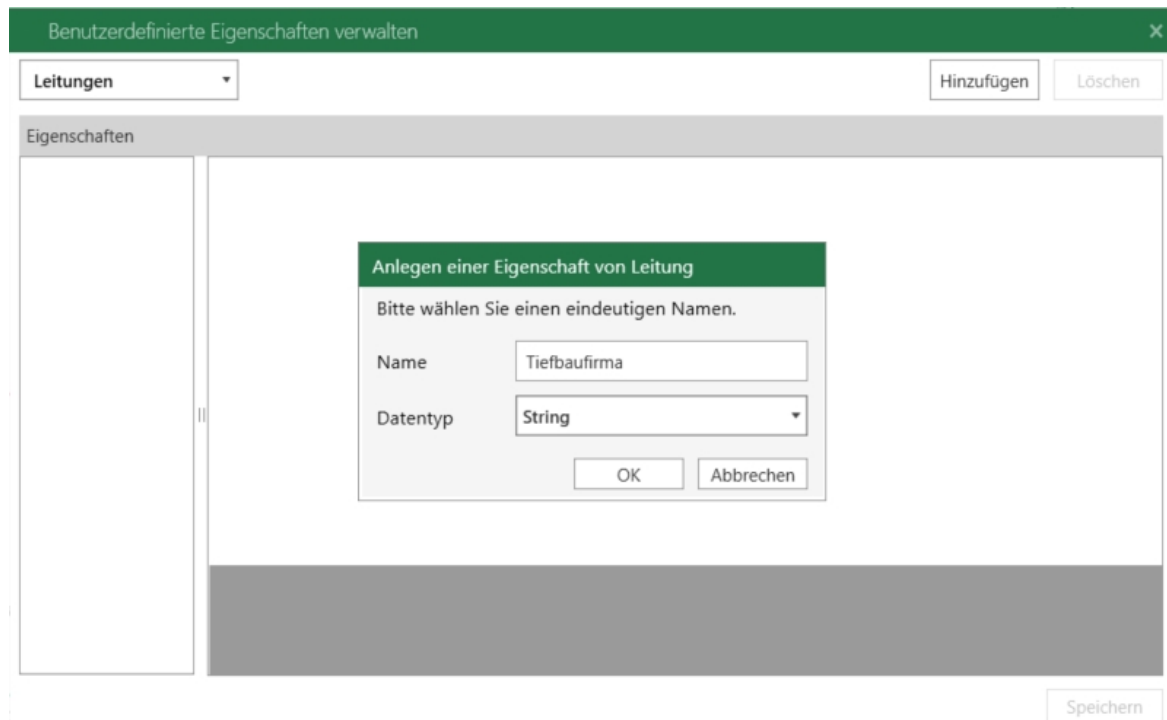 Benutzerdefinierte Eigenschaften verwalten
Leitungen
Hinzufügen
Löschen
Eigenschaften
Anlegen einer Eigenschaft von Leitung
Bitte wählen Sie einen eindeutigen Namen.
Name
Tiefbaufirma
Datentyp
String
OK
Abbrechen
Speichern